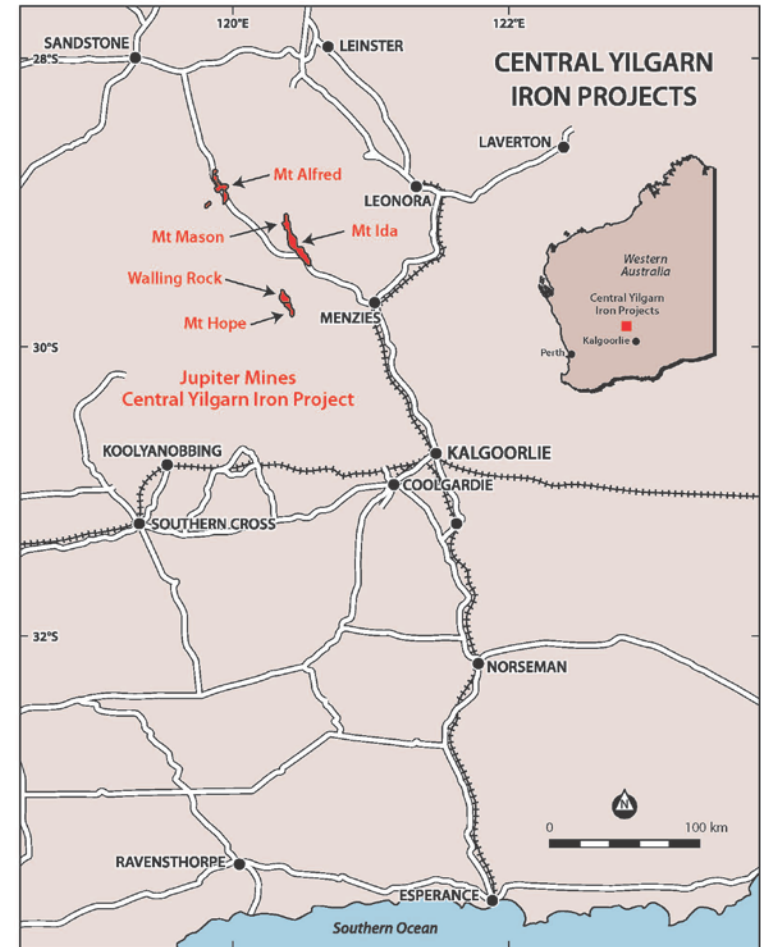 120°E
122°E
SANDSTONE
LEINSTER
28°S
CENTRAL YILGARN
IRON PROJECTS
LAVERTON
Mt Alfred
LEONORA
Mt Mason
Mt Ida
Western
Australia
Walling Rock
Central Yilgarn
Iron Projects
MENZIES
Mt Hope
Kalgoorlie
Perth
30°S
Jupiter Mines
Central Yilgarn Iron Project
KOOLYANOBBING
KALGOORLIE
COOLGARDIE
SOUTHERN CROSS
32°S
NORSEMAN
N
0
100 km
RAVENSTHORPE
ESPERANCE
Southern Ocean